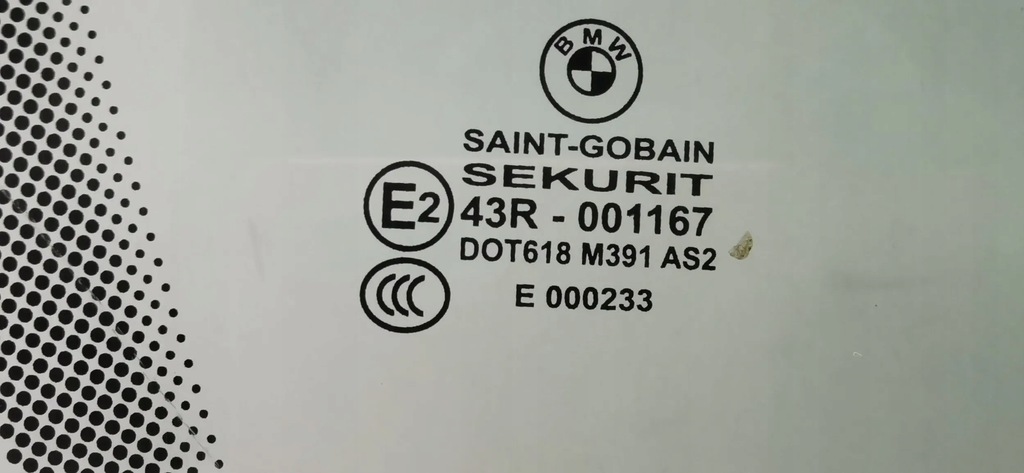 BMW
SAINT-GOBAIN
SEKURIT
E2 43R - 001167
DOT618 M391 AS2
CCC E 000233